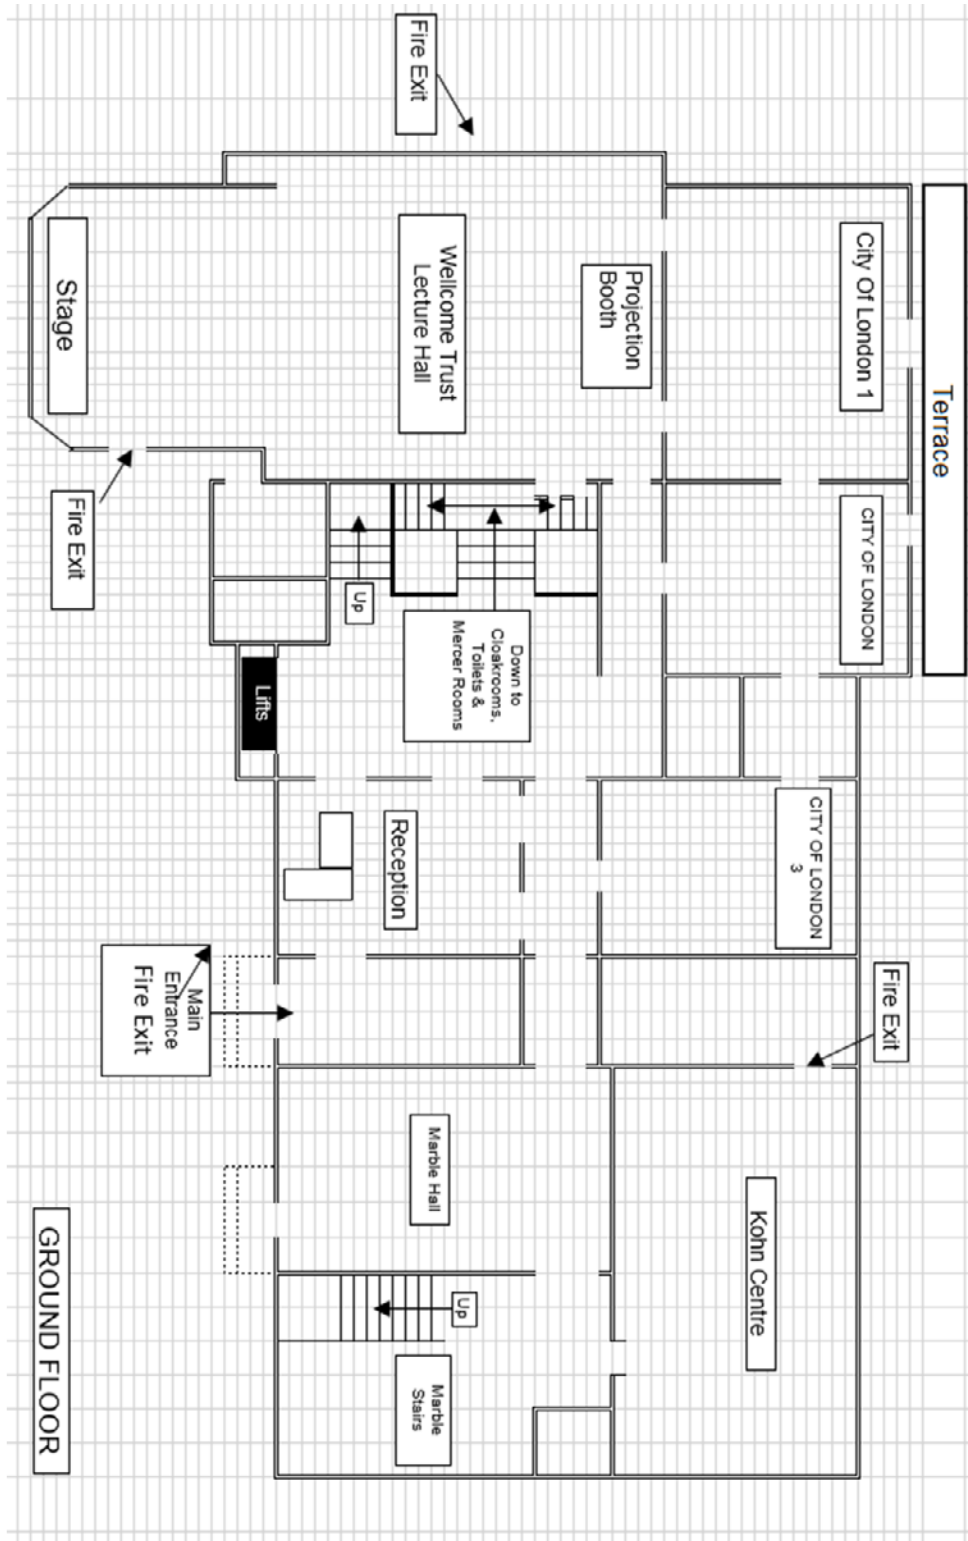 Fire Exit
Terrace
City Of London 1
Projection
Booth
Wellcome Trust
Lecture Hall
Stage
CITY OF LONDON
Fire Exit
Up
Down to
Cloakrooms,
Toilets &
Mercer Rooms
Lifts
CITY OF LONDON
3
Reception
Fire Exit
Main
Entrance
Fire Exit
Marble Hall
Kohn Centre
Up
Marble
Stairs
GROUND FLOOR